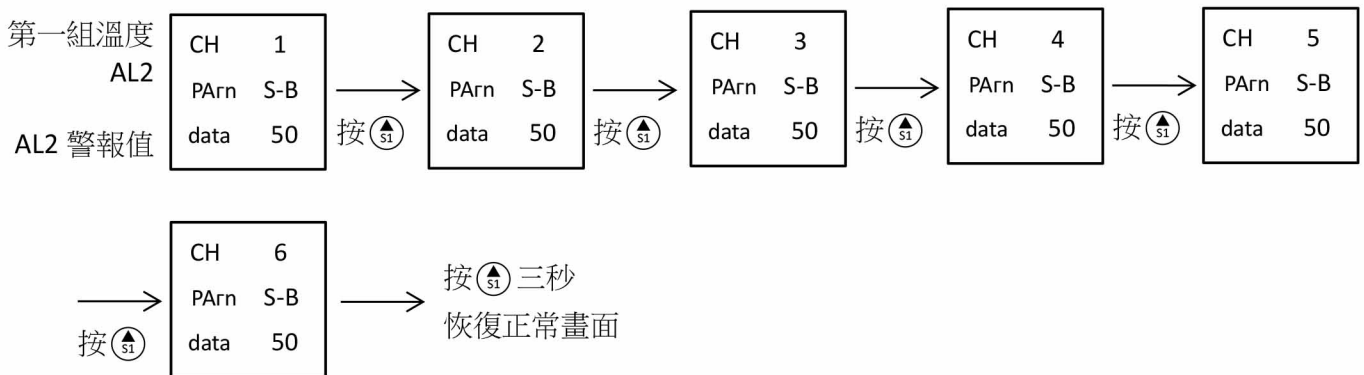 第一組溫度
AL2
AL2 警報值
CH 1
PArn S-B
data 50
按 S1
CH 2
PArn S-B
data 50
按 S1
CH 3
PArn S-B
data 50
按 S1
CH 4
PArn S-B
data 50
按 S1
CH 5
PArn S-B
data 50
按 S1
CH 6
PArn S-B
data 50
按 S1 三秒
恢復正常畫面